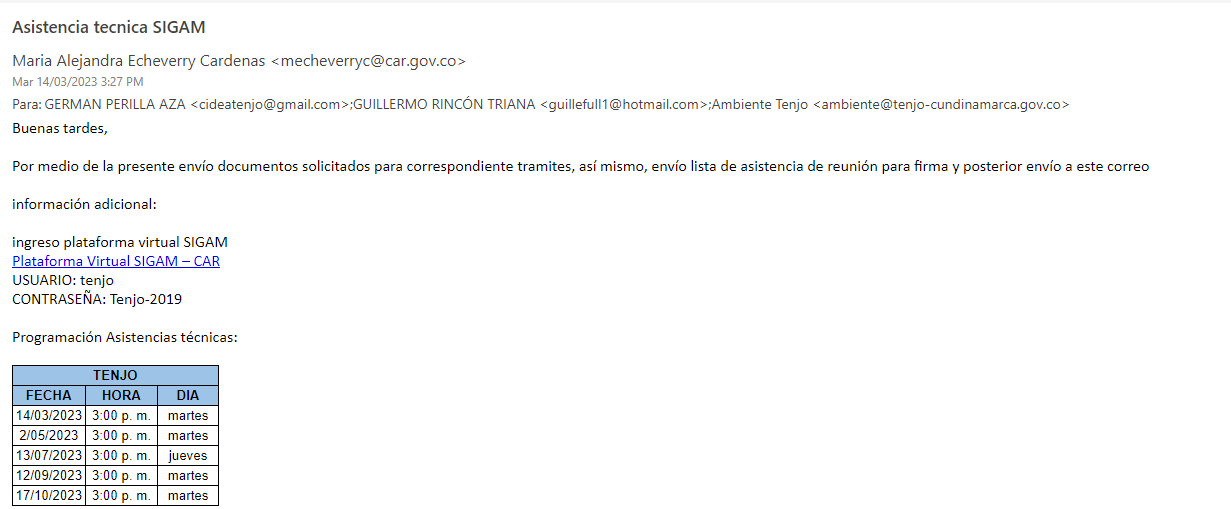 Asistencia tecnica SIGAM
Maria Alejandra Echeverry Cardenas <mecheverryc@car.gov.co>
Mar 14/03/2023 3:27 PM
Para: GERMAN PERILLA AZA <cideatenjo@gmail.com>;GUILLERMO RINCÓN TRIANA <guillefull1@hotmail.com>;Ambiente Tenjo <ambiente@tenjo-cundinamarca.gov.co>
Buenas tardes,
Por medio de la presente envío documentos solicitados para correspondiente tramites, así mismo, envío lista de asistencia de reunión para firma y posterior envío a este correo
información adicional:
ingreso plataforma virtual SIGAM
Plataforma Virtual SIGAM – CAR
USUARIO: tenjo
CONTRASEÑA: Tenjo-2019
Programación Asistencias técnicas:
TENJO
FECHA HORA DIA
14/03/2023 3:00 p. m. martes
2/05/2023 3:00 p. m. martes
13/07/2023 3:00 p. m. jueves
12/09/2023 3:00 p. m. martes
17/10/2023 3:00 p. m. martes